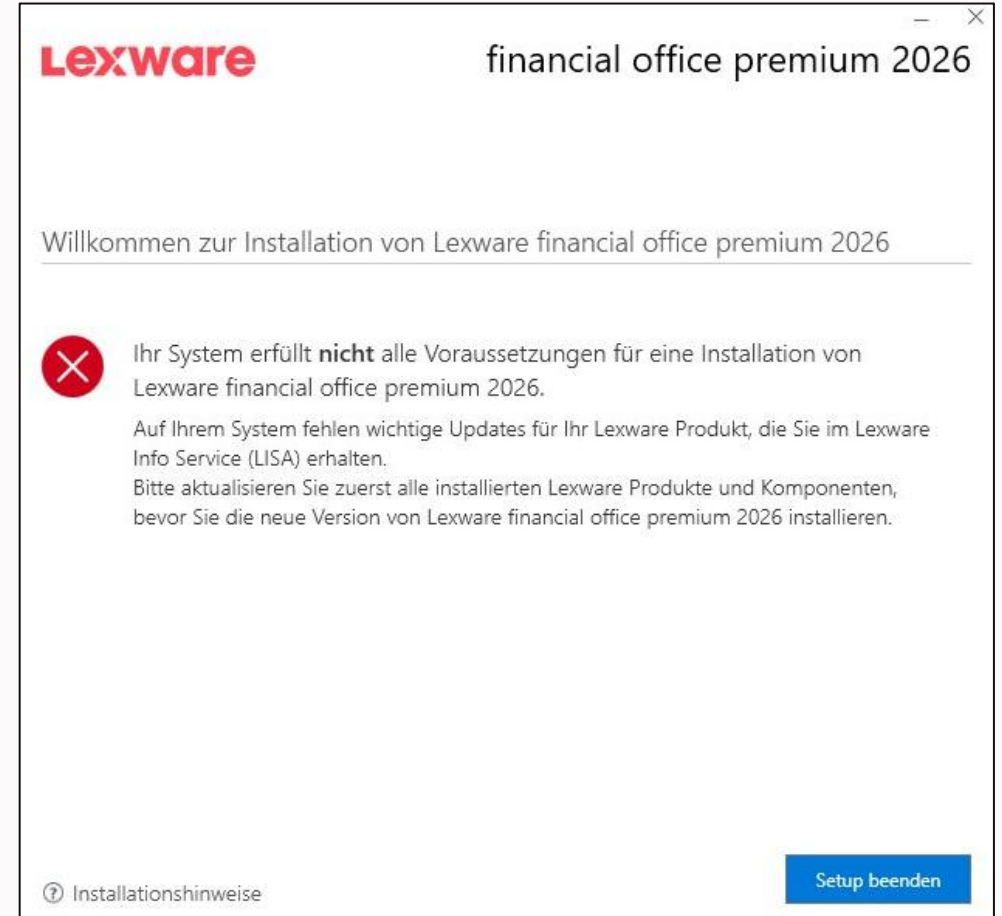 Lexware
financial office premium 2026
Willkommen zur Installation von Lexware financial office premium 2026
Ihr System erfüllt nicht alle Voraussetzungen für eine Installation von
Lexware financial office premium 2026.
Auf Ihrem System fehlen wichtige Updates für Ihr Lexware Produkt, die Sie im Lexware
Info Service (LISA) erhalten.
Bitte aktualisieren Sie zuerst alle installierten Lexware Produkte und Komponenten,
bevor Sie die neue Version von Lexware financial office premium 2026 installieren.
? Installationshinweise
Setup beenden